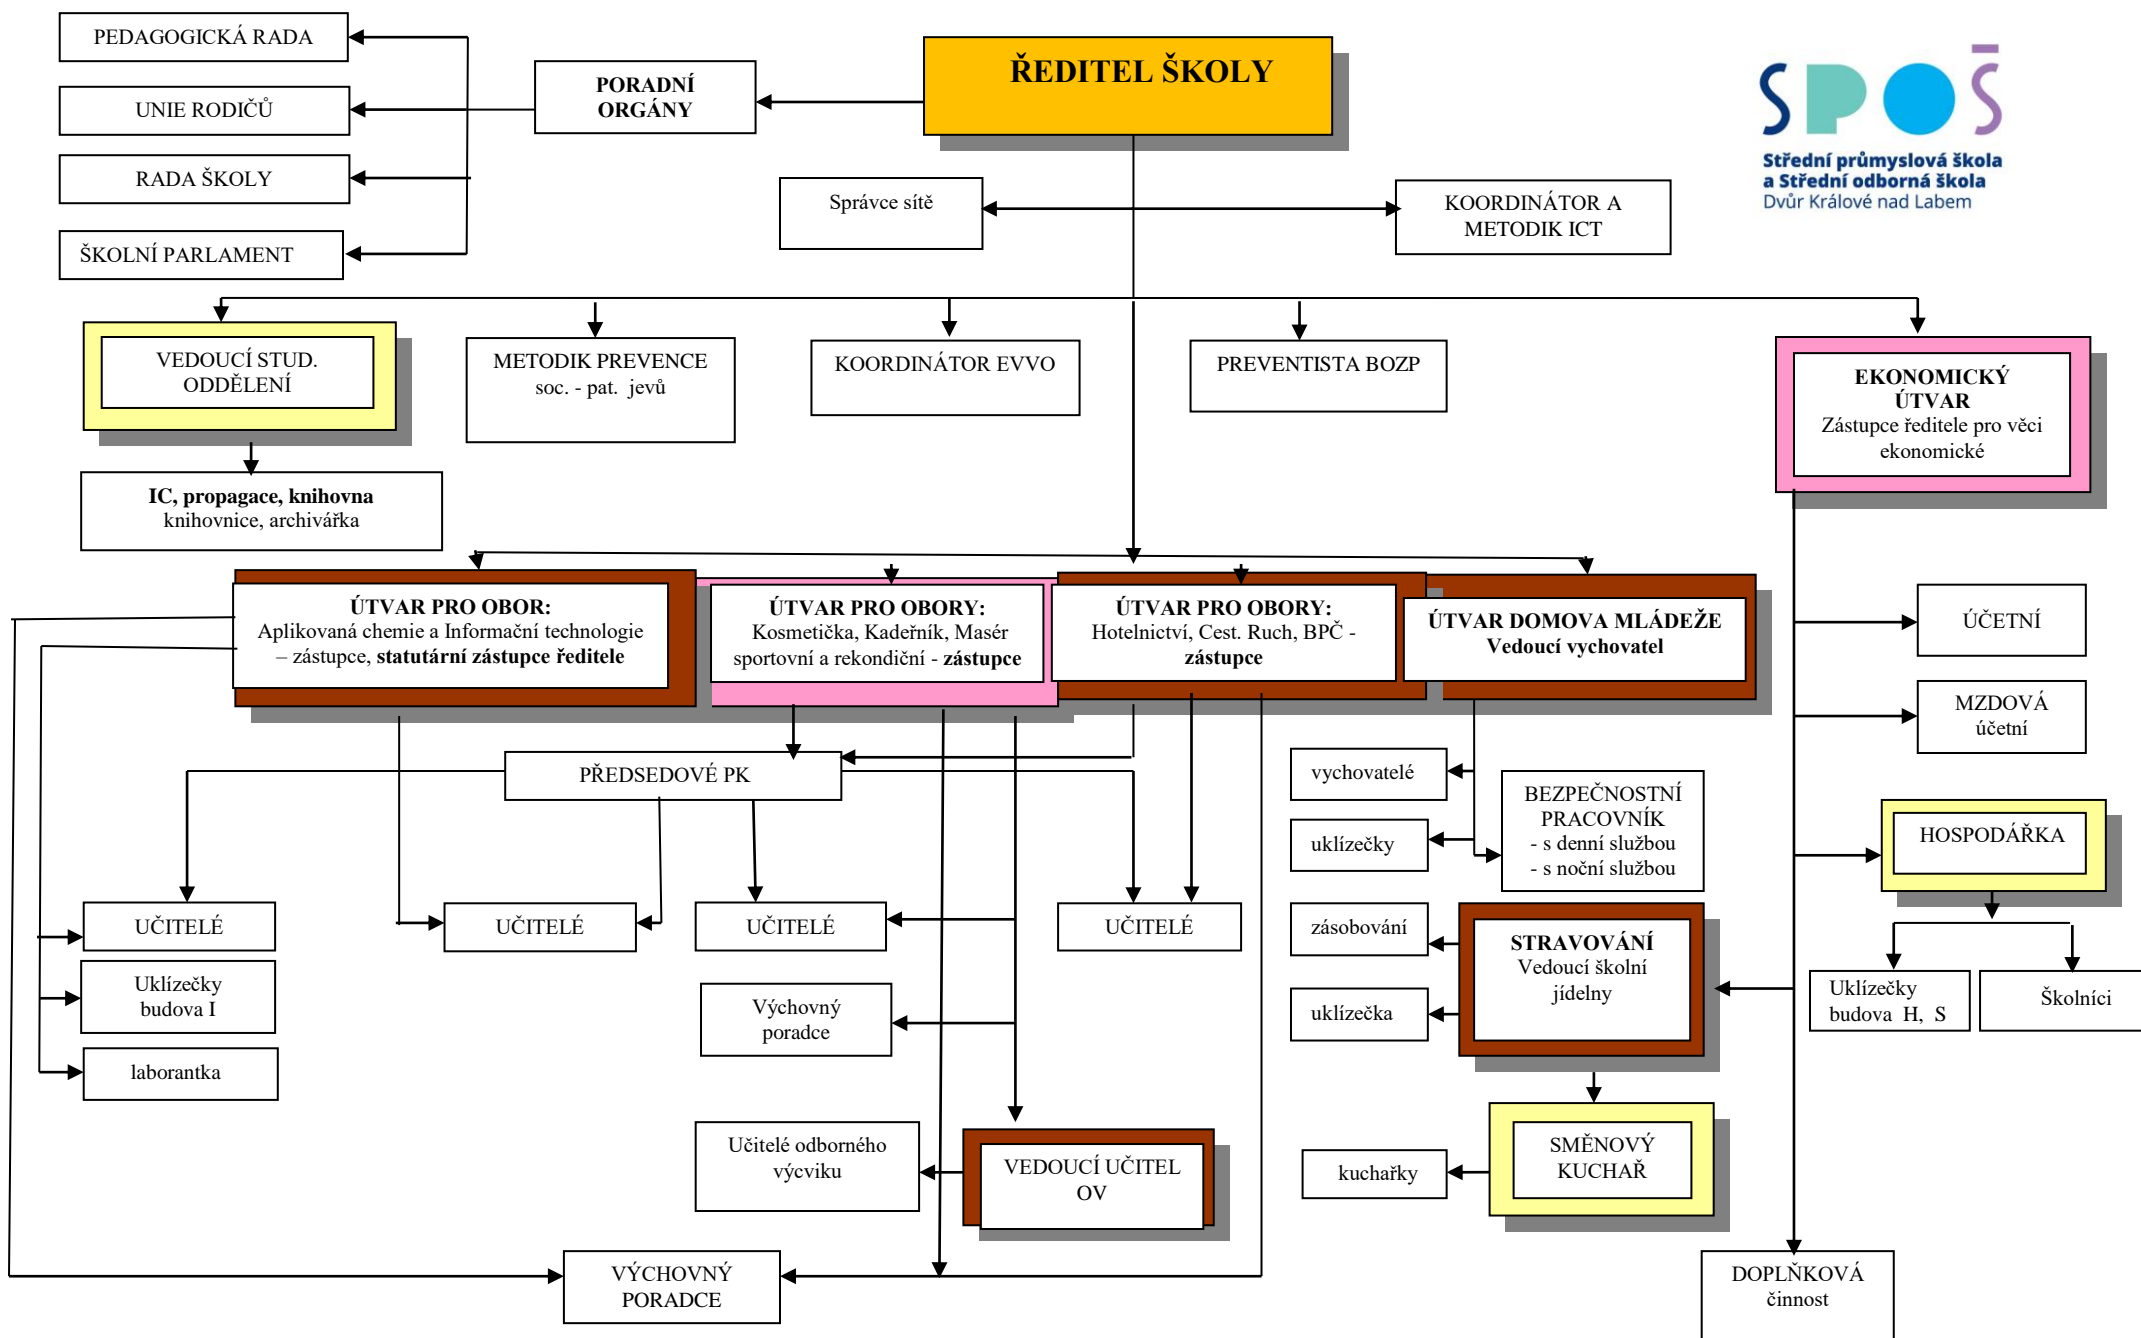 PEDAGOGICKÁ RADA
UNIE RODIČŮ
RADA ŠKOLY
ŠKOLNÍ PARLAMENT
PORADNÍ
ORGÁNY
ŘEDITEL ŠKOLY
SPOŠ
Střední průmyslová škola
a Střední odborná škola
Dvůr Králové nad Labem
Správce sítě
KOORDINÁTOR A
METODIK ICT
VEDOUCÍ STUD.
ODDĚLENÍ
METODIK PREVENCE
soc. - pat. jevů
KOORDINÁTOR EVVO
PREVENTISTA BOZP
EKONOMICKÝ
ÚTVAR
Zástupce ředitele pro věci
ekonomické
IC, propagace, knihovna
knihovnice, archivářka
ÚTVAR PRO OBOR:
Aplikovaná chemie a Informační technologie
– zástupce, statutární zástupce ředitele
ÚTVAR PRO OBORY:
Kosmetička, Kadeřník, Masér
sportovní a rekondiční - zástupce
ÚTVAR PRO OBORY:
Hotelnictví, Cest. Ruch, BPČ -
zástupce
ÚTVAR DOMOVA MLÁDEŽE
Vedoucí vychovatel
ÚČETNÍ
MZDOVÁ
účetní
PŘEDSEDOVÉ PK
vychovatelé
BEZPEČNOSTNÍ
PRACOVNÍK
- s denní službou
- s noční službou
uklízečky
HOSPODÁŘKA
UČITELÉ
UČITELÉ
UČITELÉ
UČITELÉ
zásobování
STRAVOVÁNÍ
Vedoucí školní
jídelny
Uklízečky
budova I
Výchovný
poradce
uklízečka
Uklízečky
budova H, S
Školníci
laborantka
Učitelé odborného
výcviku
VEDOUCÍ UČITEL
OV
kuchařky
SMĚNOVÝ
KUCHAŘ
VÝCHOVNÝ
PORADCE
DOPLŇKOVÁ
činnost